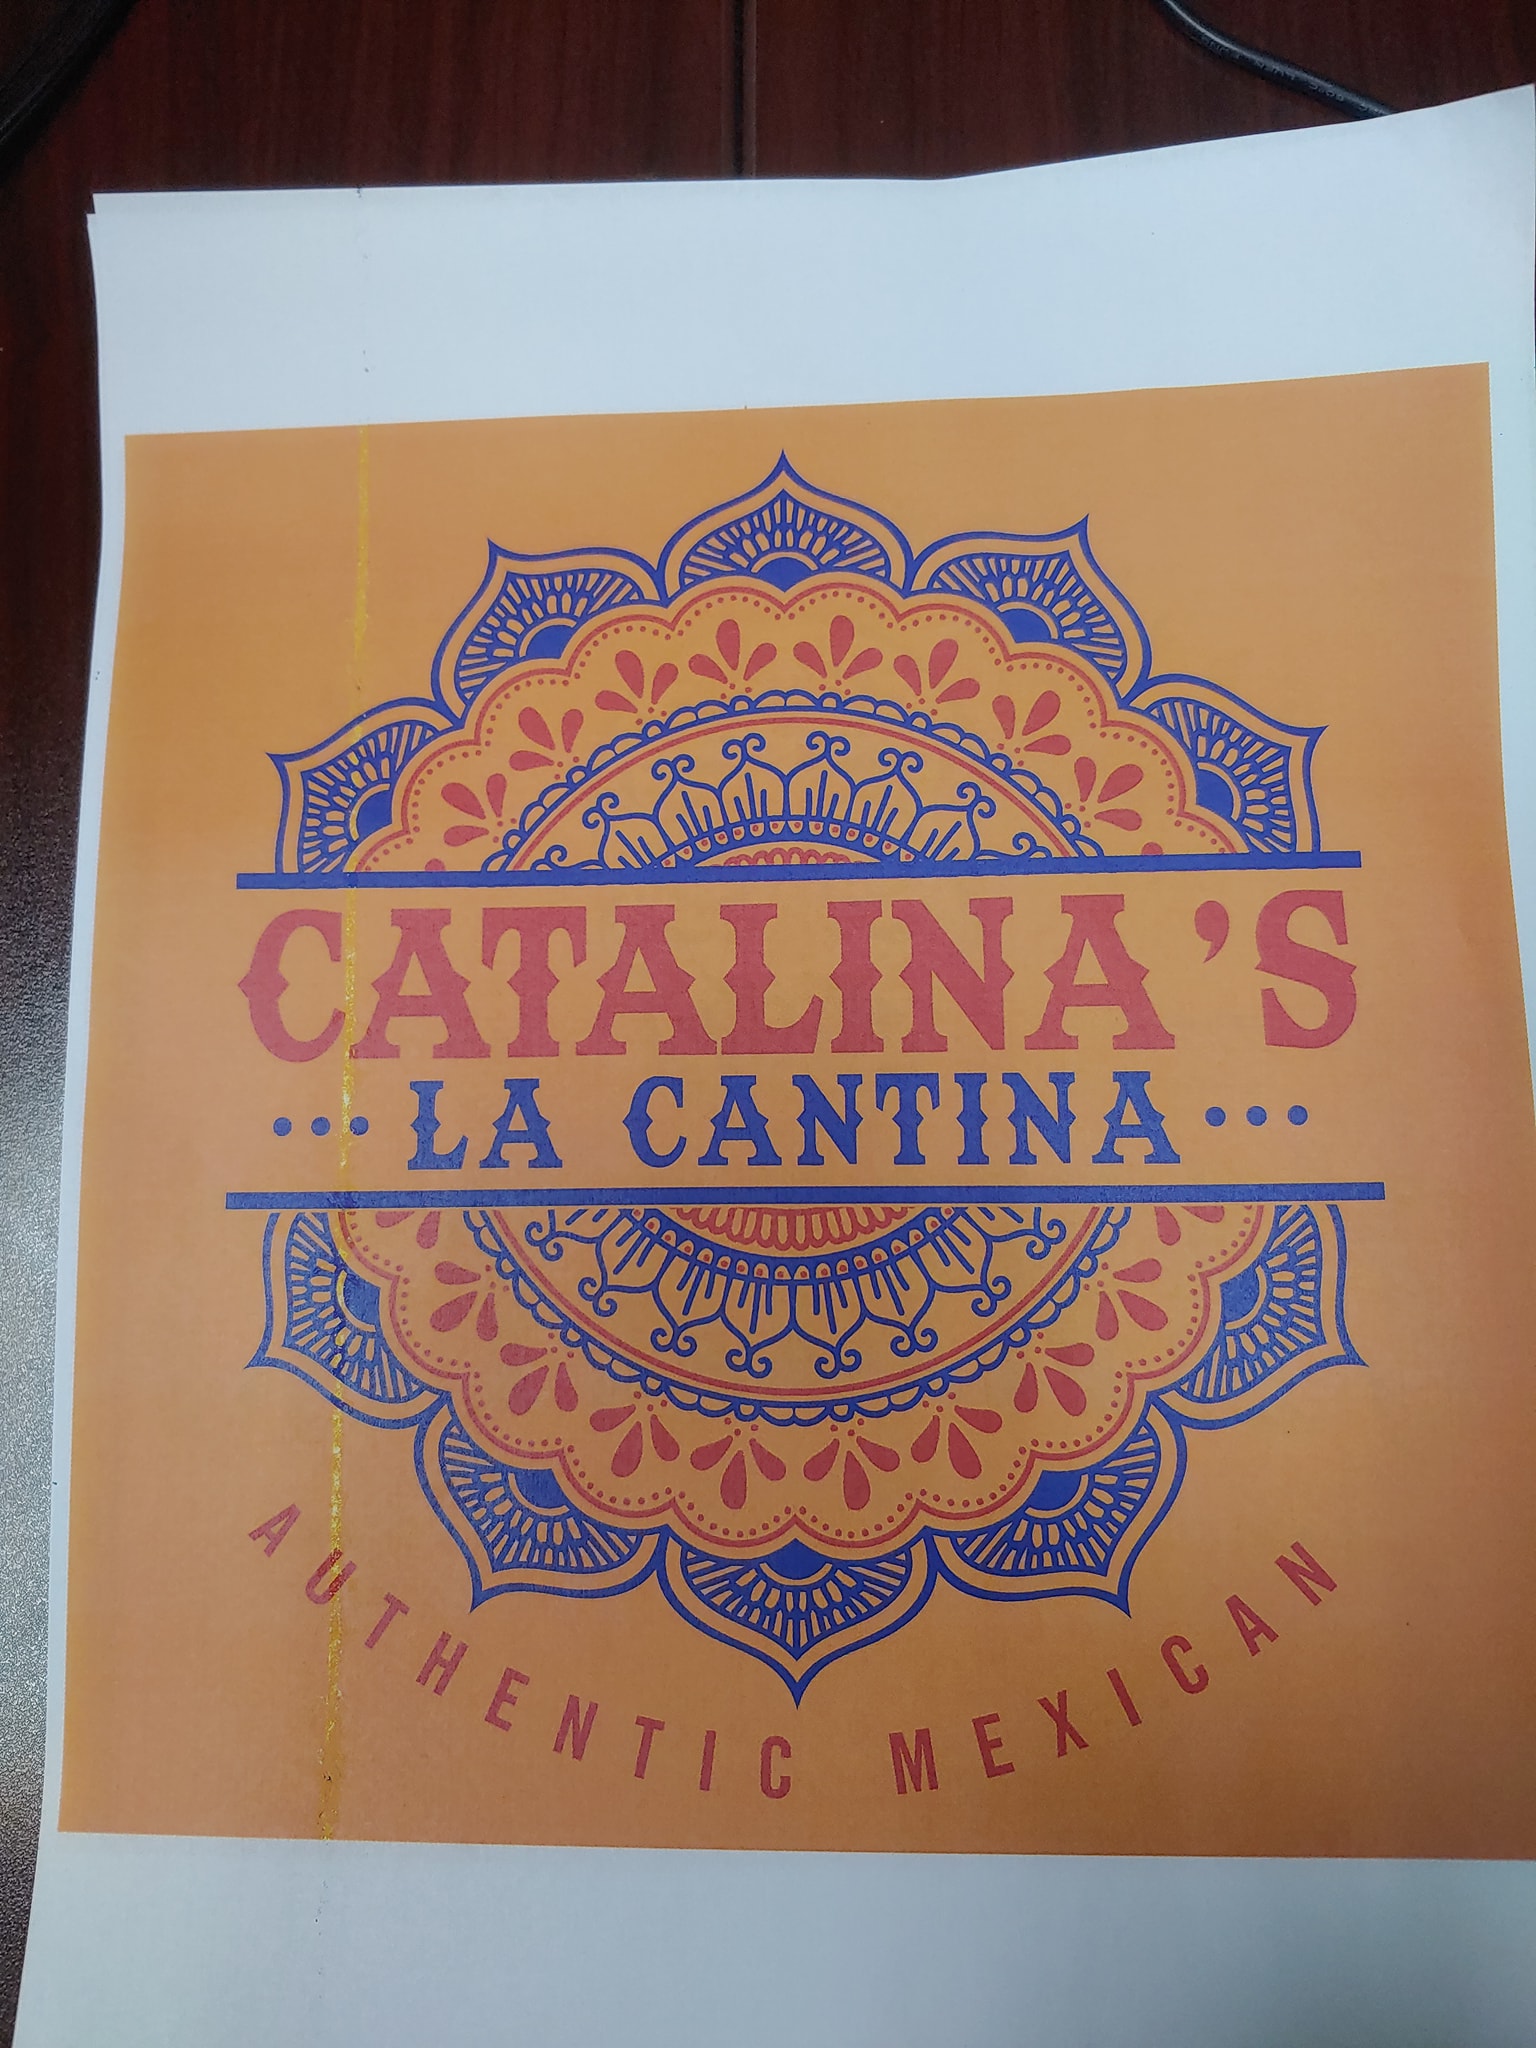 CATALINA'S
•••LA CANTINA•••
AUTHENTIC MEXICAN